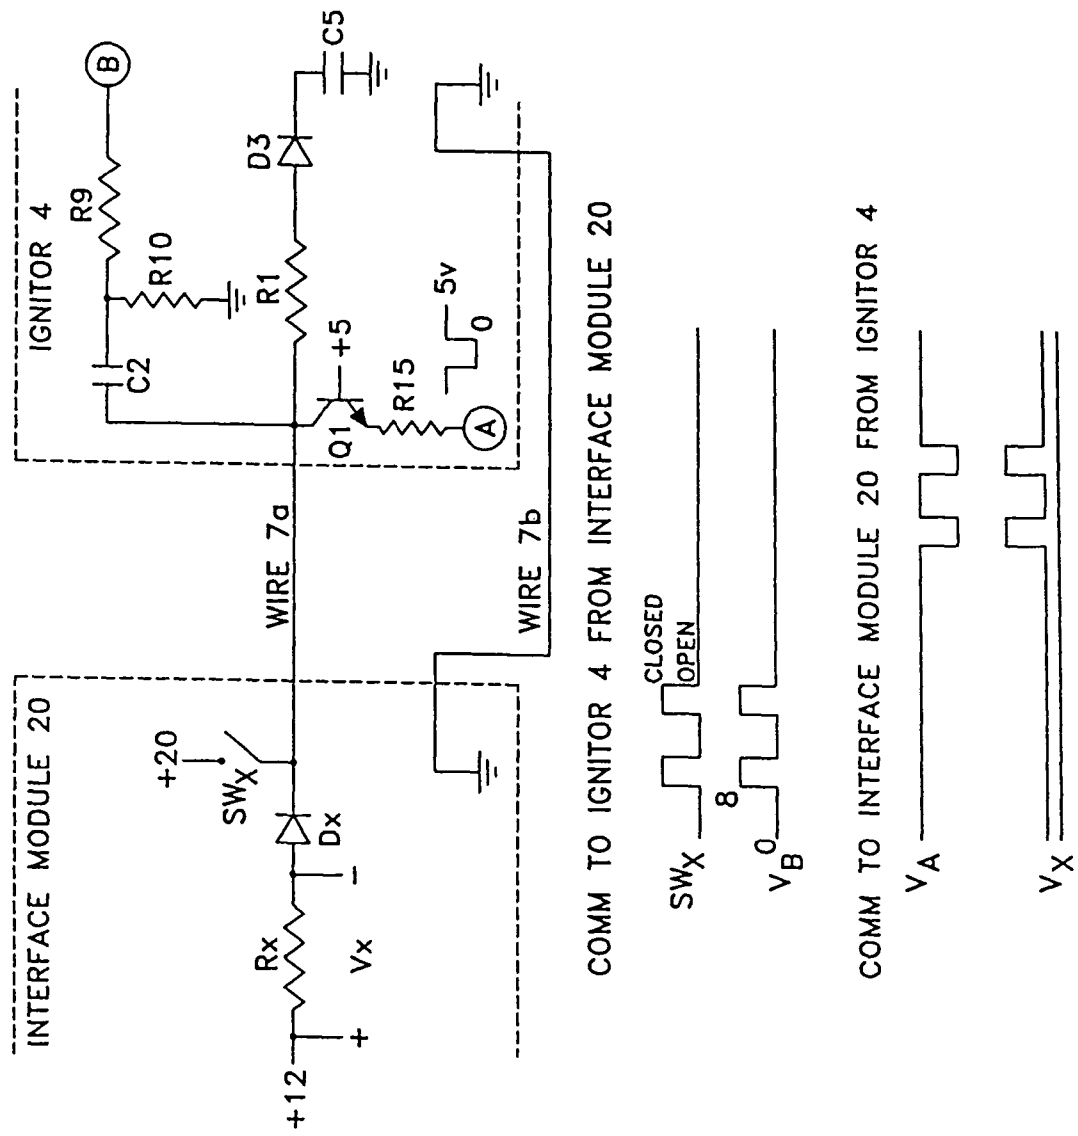 INTERFACE MODULE 20
IGNITOR 4
+12
Rx
+
Vx
-
Dx
SWX
+20
WIRE 7a
C2
R10
R9
B
Q1
+5
R1
D3
C5
R15
A
5v
0
WIRE 7b
COMM TO IGNITOR 4 FROM INTERFACE MODULE 20
SWX
CLOSED
OPEN
VB
8
0
COMM TO INTERFACE MODULE 20 FROM IGNITOR 4
VA
VX